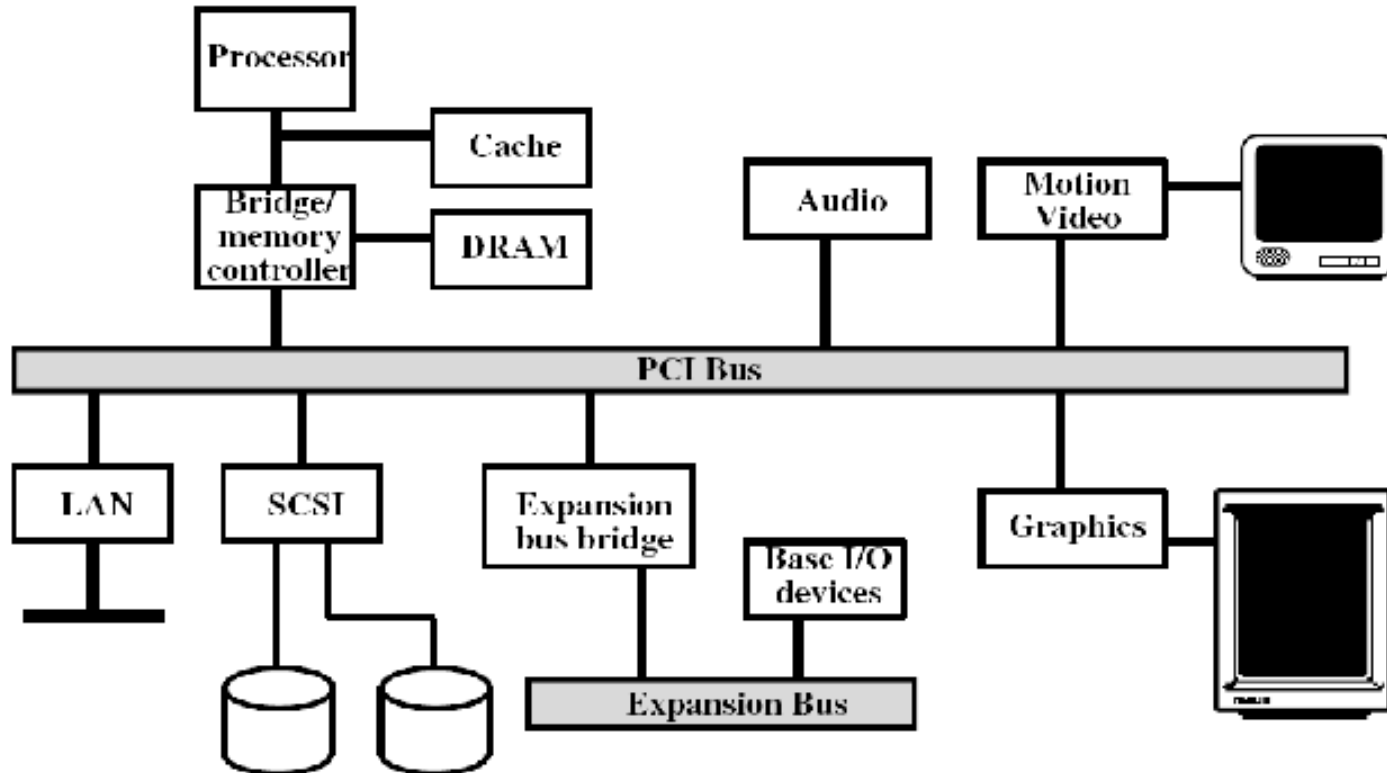 Processor
Cache
Bridge/
memory
controller
DRAM
Audio
Motion
Video
PCI Bus
LAN
SCSI
Expansion
bus bridge
Base I/O
devices
Graphics
Expansion Bus